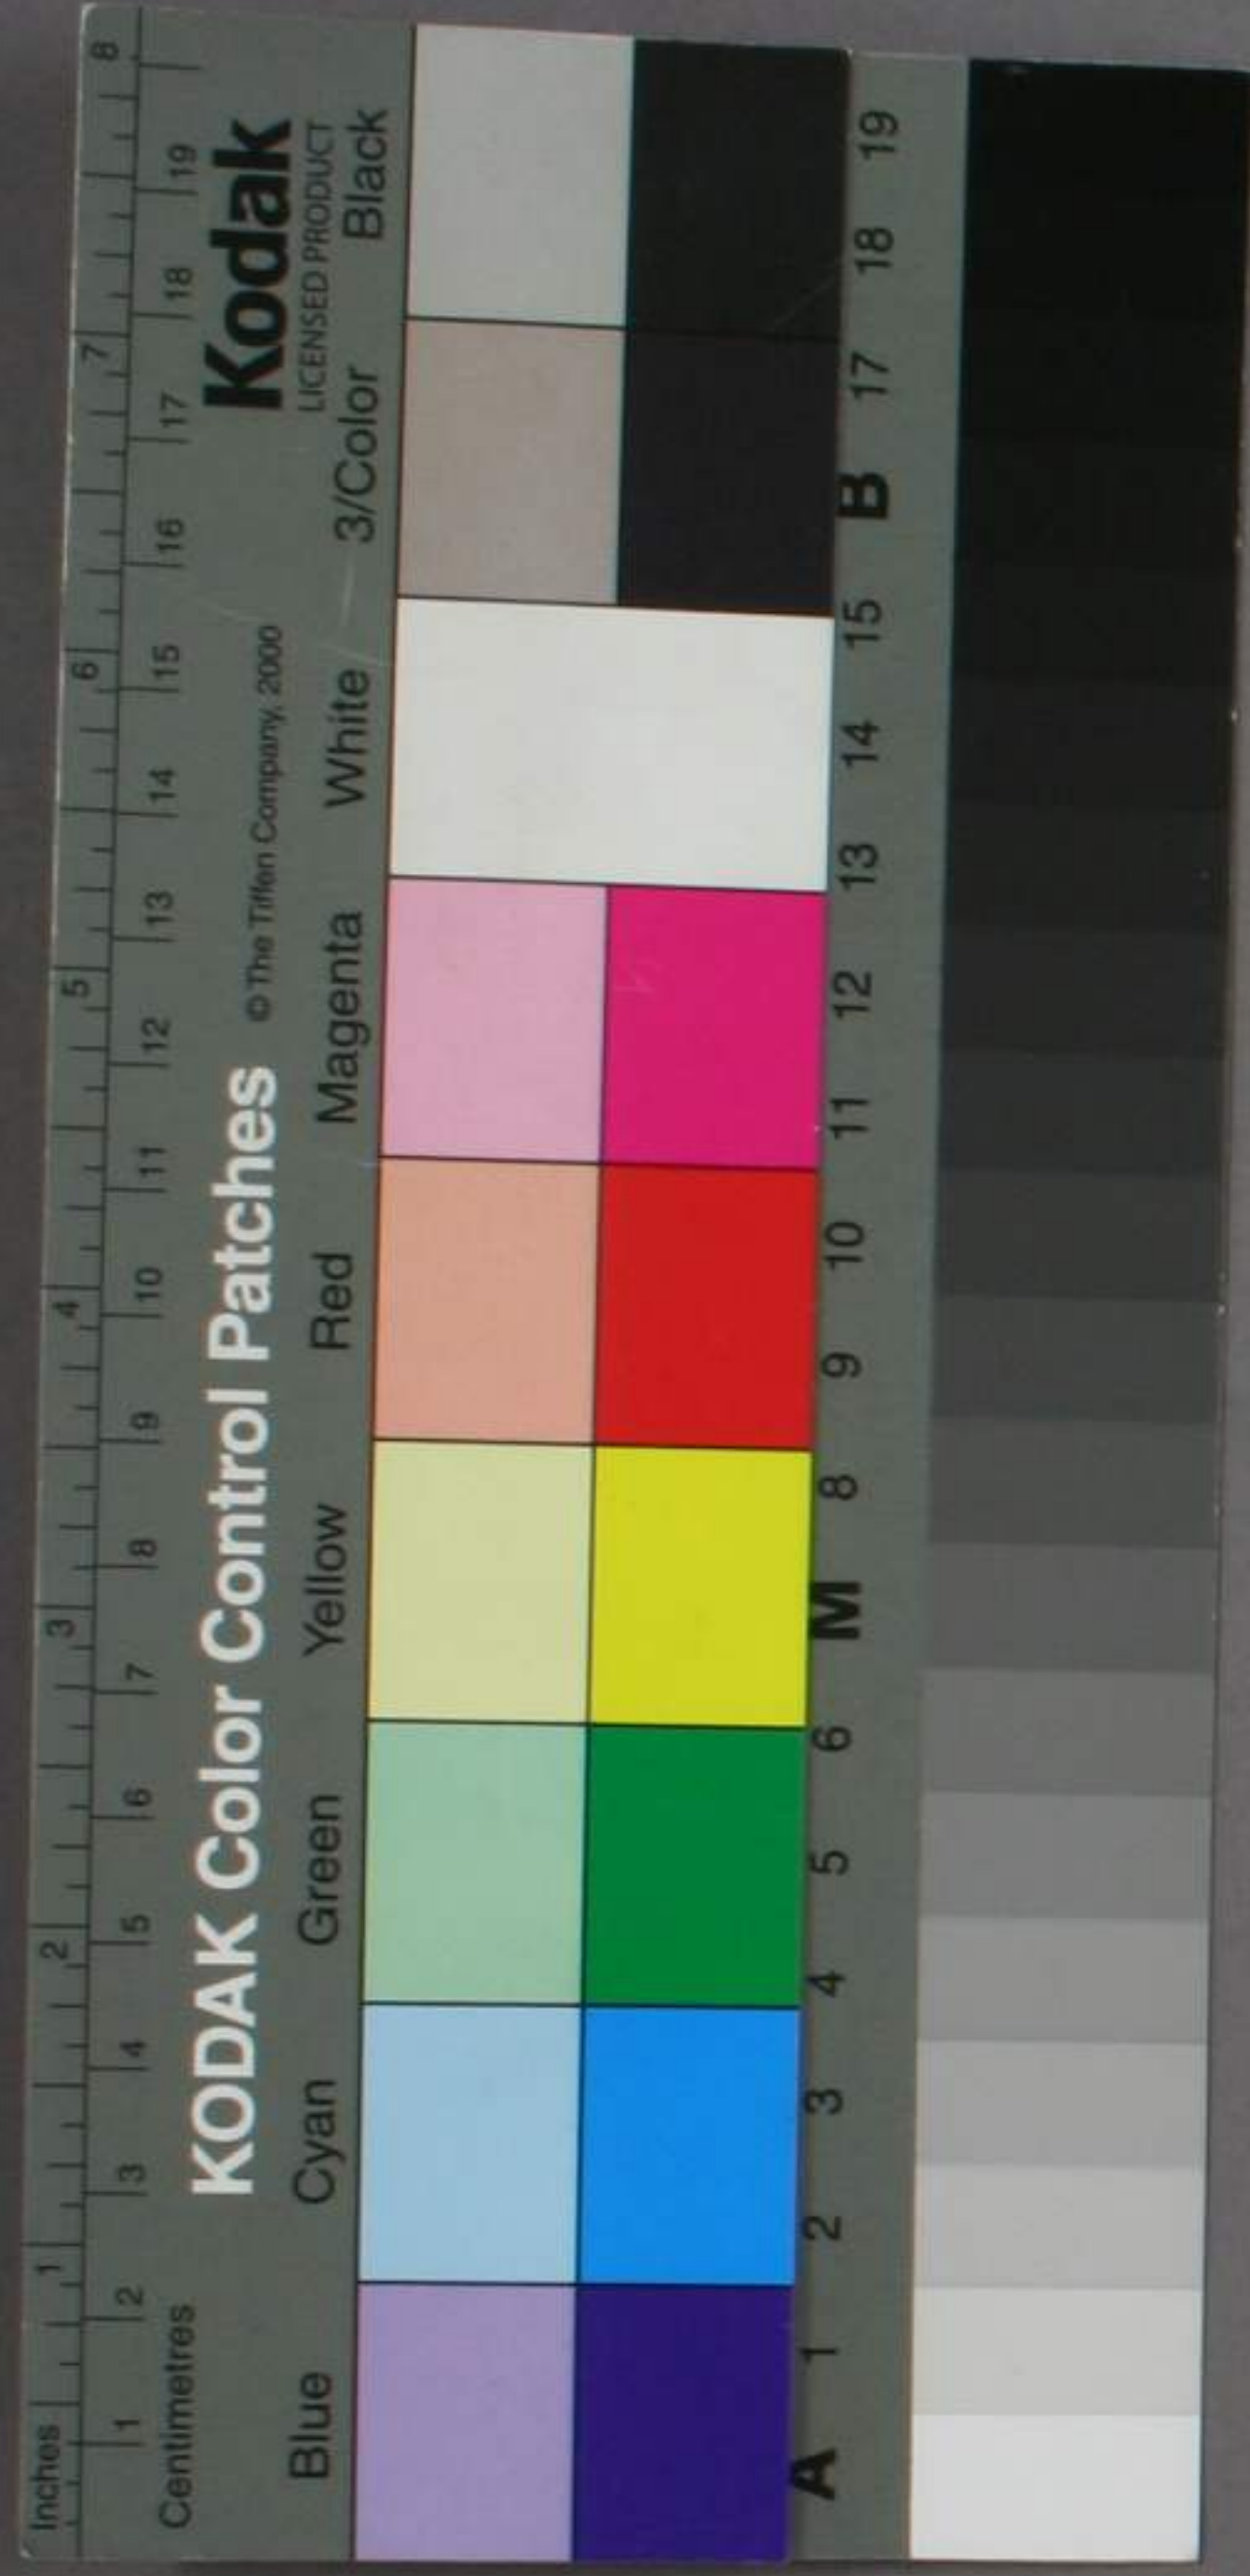 Inches 1 2 3 4 5 6 7 8
1 2 3 4 5 6 7 8 9 10 11 12 13 14 15 16 17 18 19
Centimetres
KODAK Color Control Patches © The Tiffen Company, 2000 Kodak
LICENSED PRODUCT
Blue Cyan Green Yellow Red Magenta White 3/Color Black
A 1 2 3 4 5 6 M 8 9 10 11 12 13 14 15 B 17 18 19